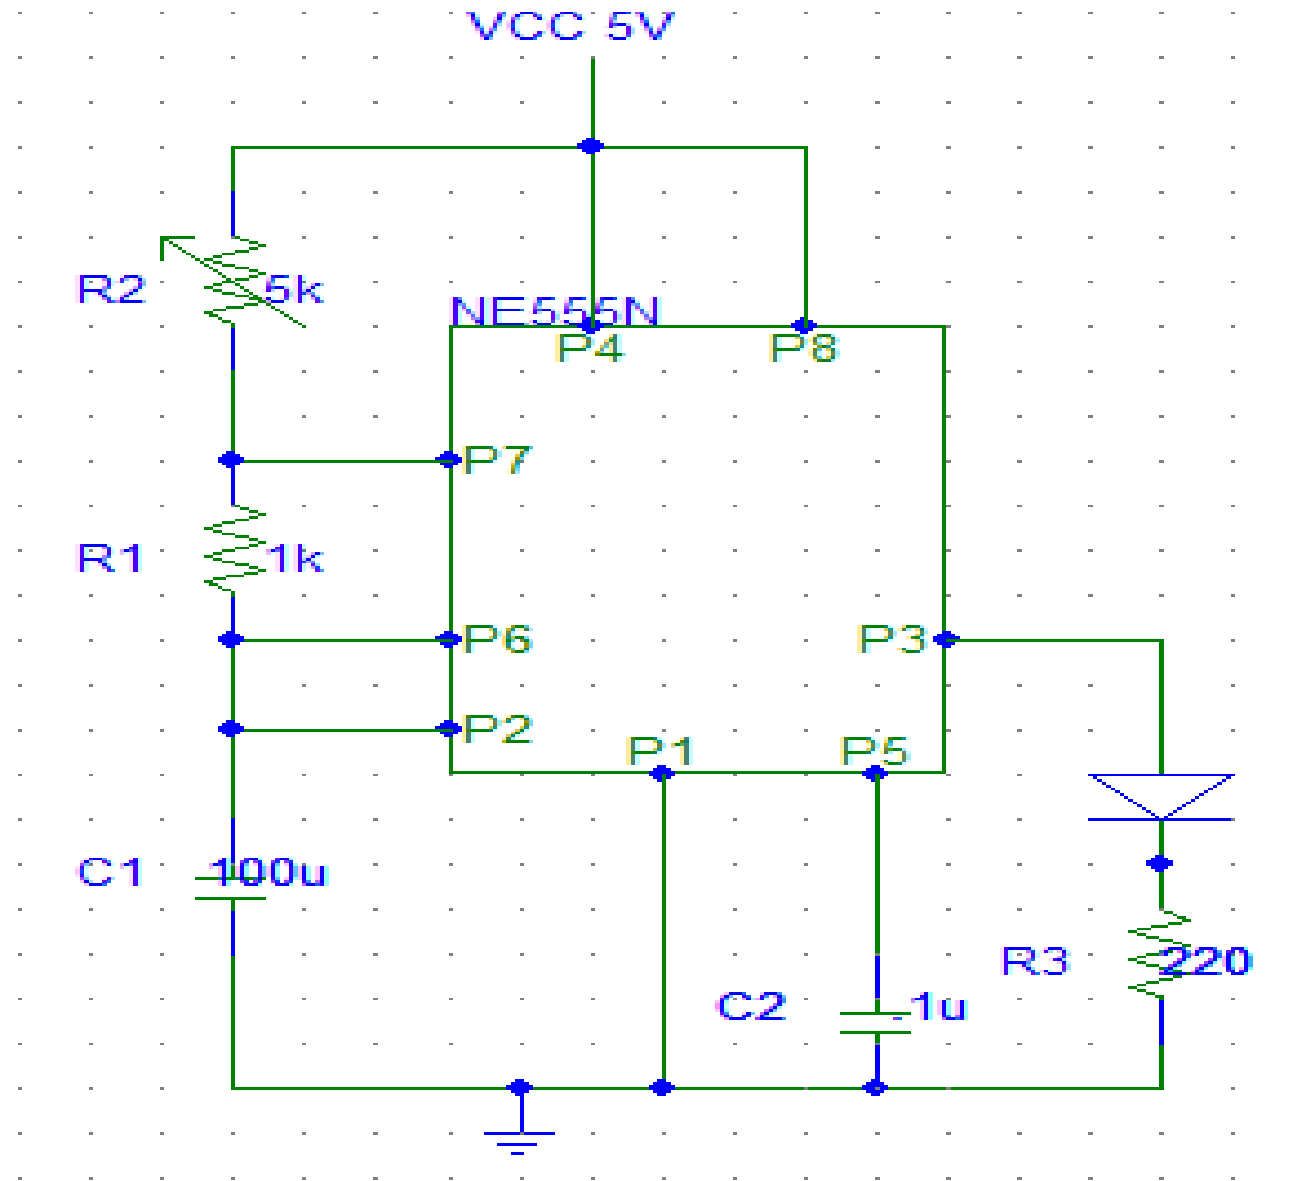 VCC 5V
R2 5k
NE555N
P4 P8
P7
R1 1k
P6
P3
P2
P1 P5
C1 100u
R3 220
C2 .1u